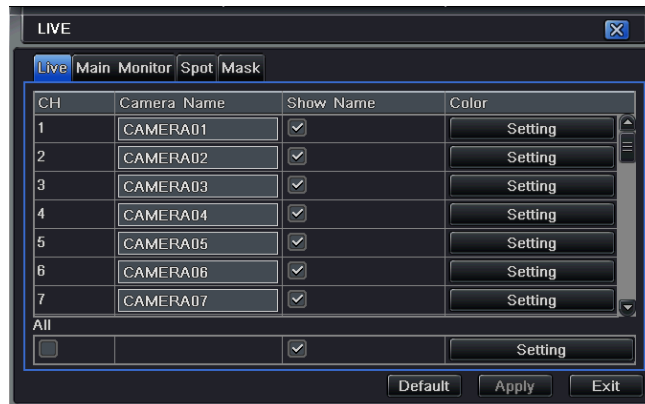 LIVE
Live Main Monitor Spot Mask
CH Camera Name Show Name Color
1 CAMERA01 Setting
2 CAMERA02 Setting
3 CAMERA03 Setting
4 CAMERA04 Setting
5 CAMERA05 Setting
6 CAMERA06 Setting
7 CAMERA07 Setting
All
Setting
Default Apply Exit